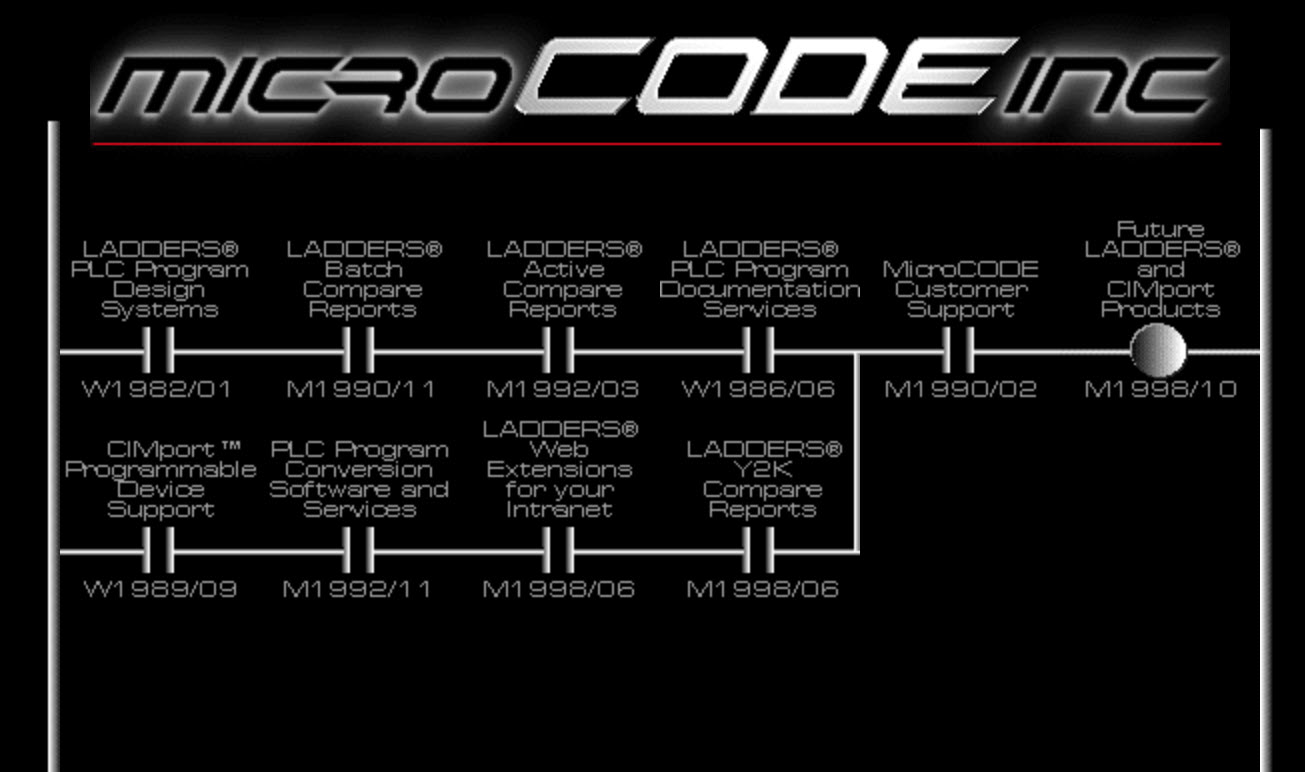 MICROCODE INC
LADDERS®
PLC Program
Design
Systems
W1982/01
LADDERS®
Batch
Compare
Reports
M1990/11
LADDERS®
Active
Compare
Reports
M1992/03
LADDERS®
PLC Program
Documentation
Services
W1986/06
MicroCODE
Customer
Support
M1990/02
Future
LADDERS®
and
CIMport
Products
M1998/10
CIMport™
Programmable
Device
Support
W1989/09
PLC Program
Conversion
Software and
Services
M1992/11
LADDERS®
Web
Extensions
for your
Intranet
M1998/06
LADDERS®
Y2K
Compare
Reports
M1998/06